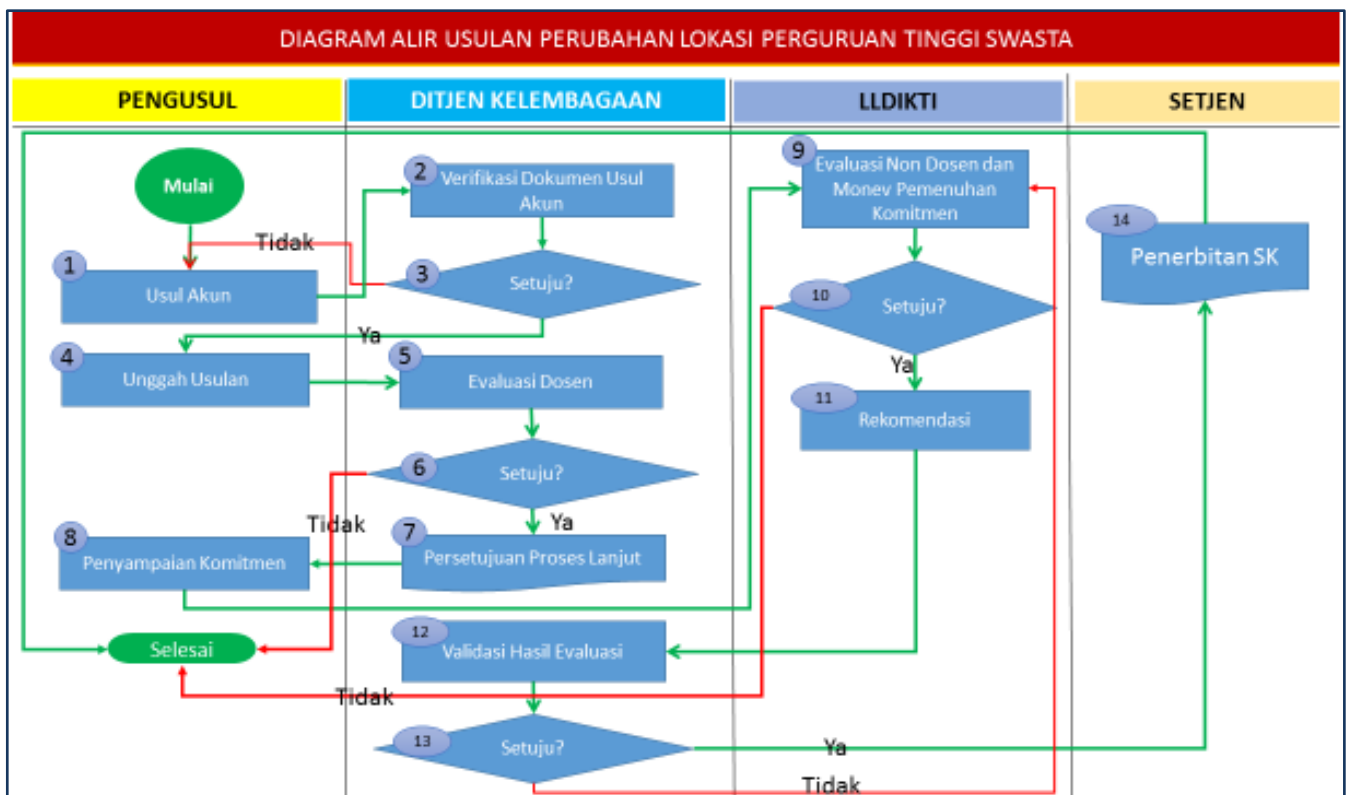 DIAGRAM ALIR USULAN PERUBAHAN LOKASI PERGURUAN TINGGI SWASTA
PENGUSUL
DITJEN KELEMBAGAAN
LLDIKTI
SETJEN
Mulai
1
Usul Akun
2
Verifikasi Dokumen Usul
Akun
Tidak
3
Setuju?
Ya
4
Unggah Usulan
5
Evaluasi Dosen
6
Setuju?
Tidak
Ya
7
Persetujuan Proses Lanjut
8
Penyampaian Komitmen
9
Evaluasi Non Dosen dan
Monev Pemenuhan
Komitmen
10
Setuju?
Ya
11
Rekomendasi
12
Validasi Hasil Evaluasi
Selesai
Tidak
13
Setuju?
Ya
Tidak
14
Penerbitan SK